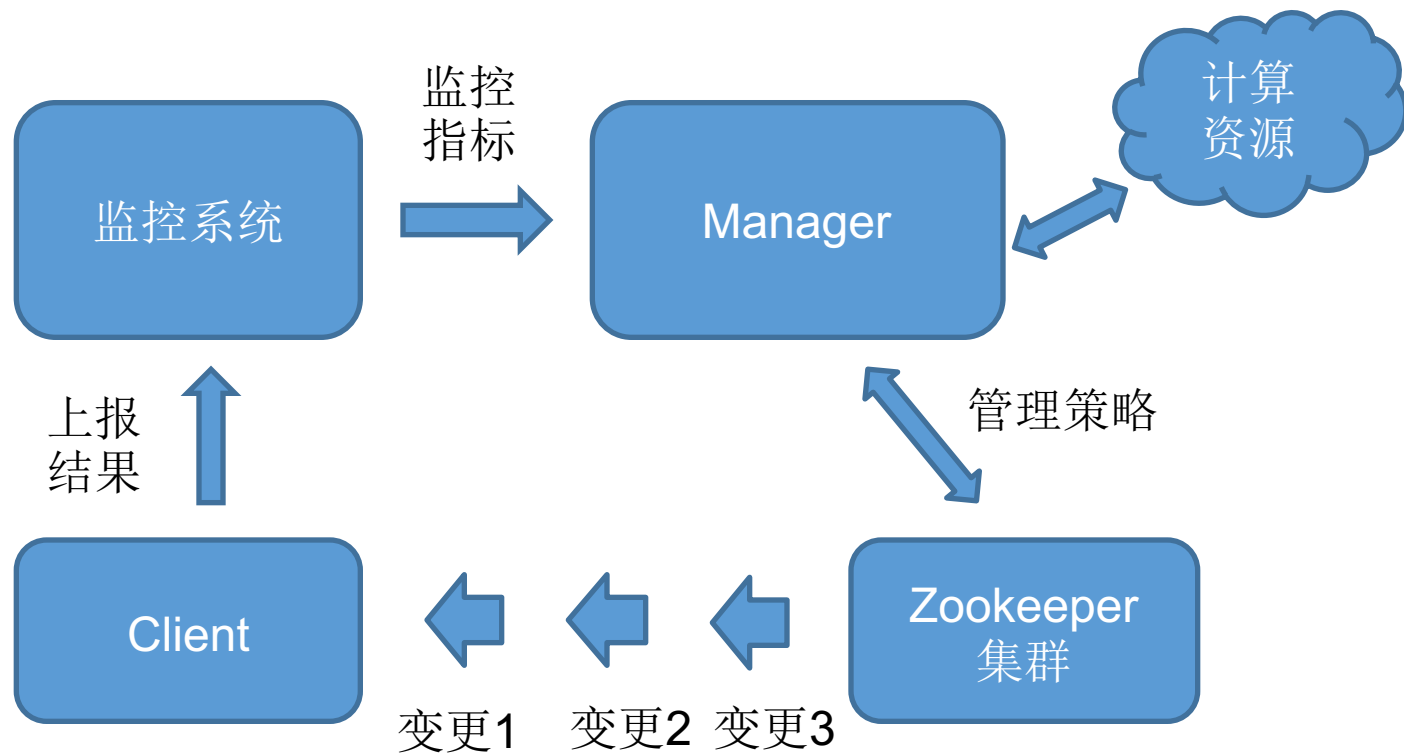 监控
指标
计算
资源
监控系统
Manager
上报
结果
管理策略
Client
Zookeeper
集群
变更1
变更2
变更3